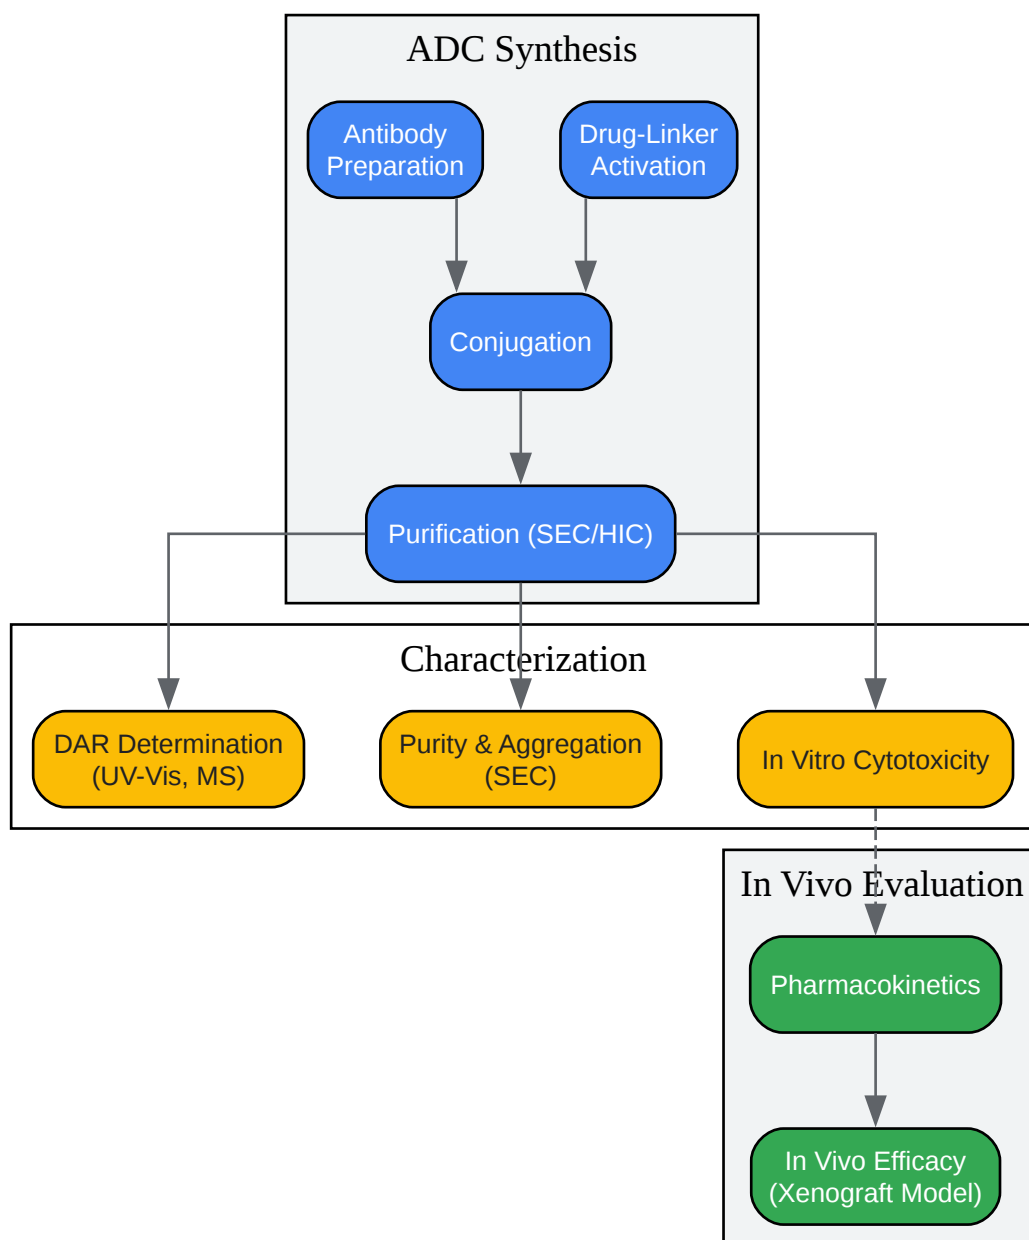 ADC Synthesis
Antibody
Preparation
Drug-Linker
Activation
Conjugation
Purification (SEC/HIC)
Characterization
DAR Determination
(UV-Vis, MS)
Purity & Aggregation
(SEC)
In Vitro Cytotoxicity
In Vivo Evaluation
Pharmacokinetics
In Vivo Efficacy
(Xenograft Model)